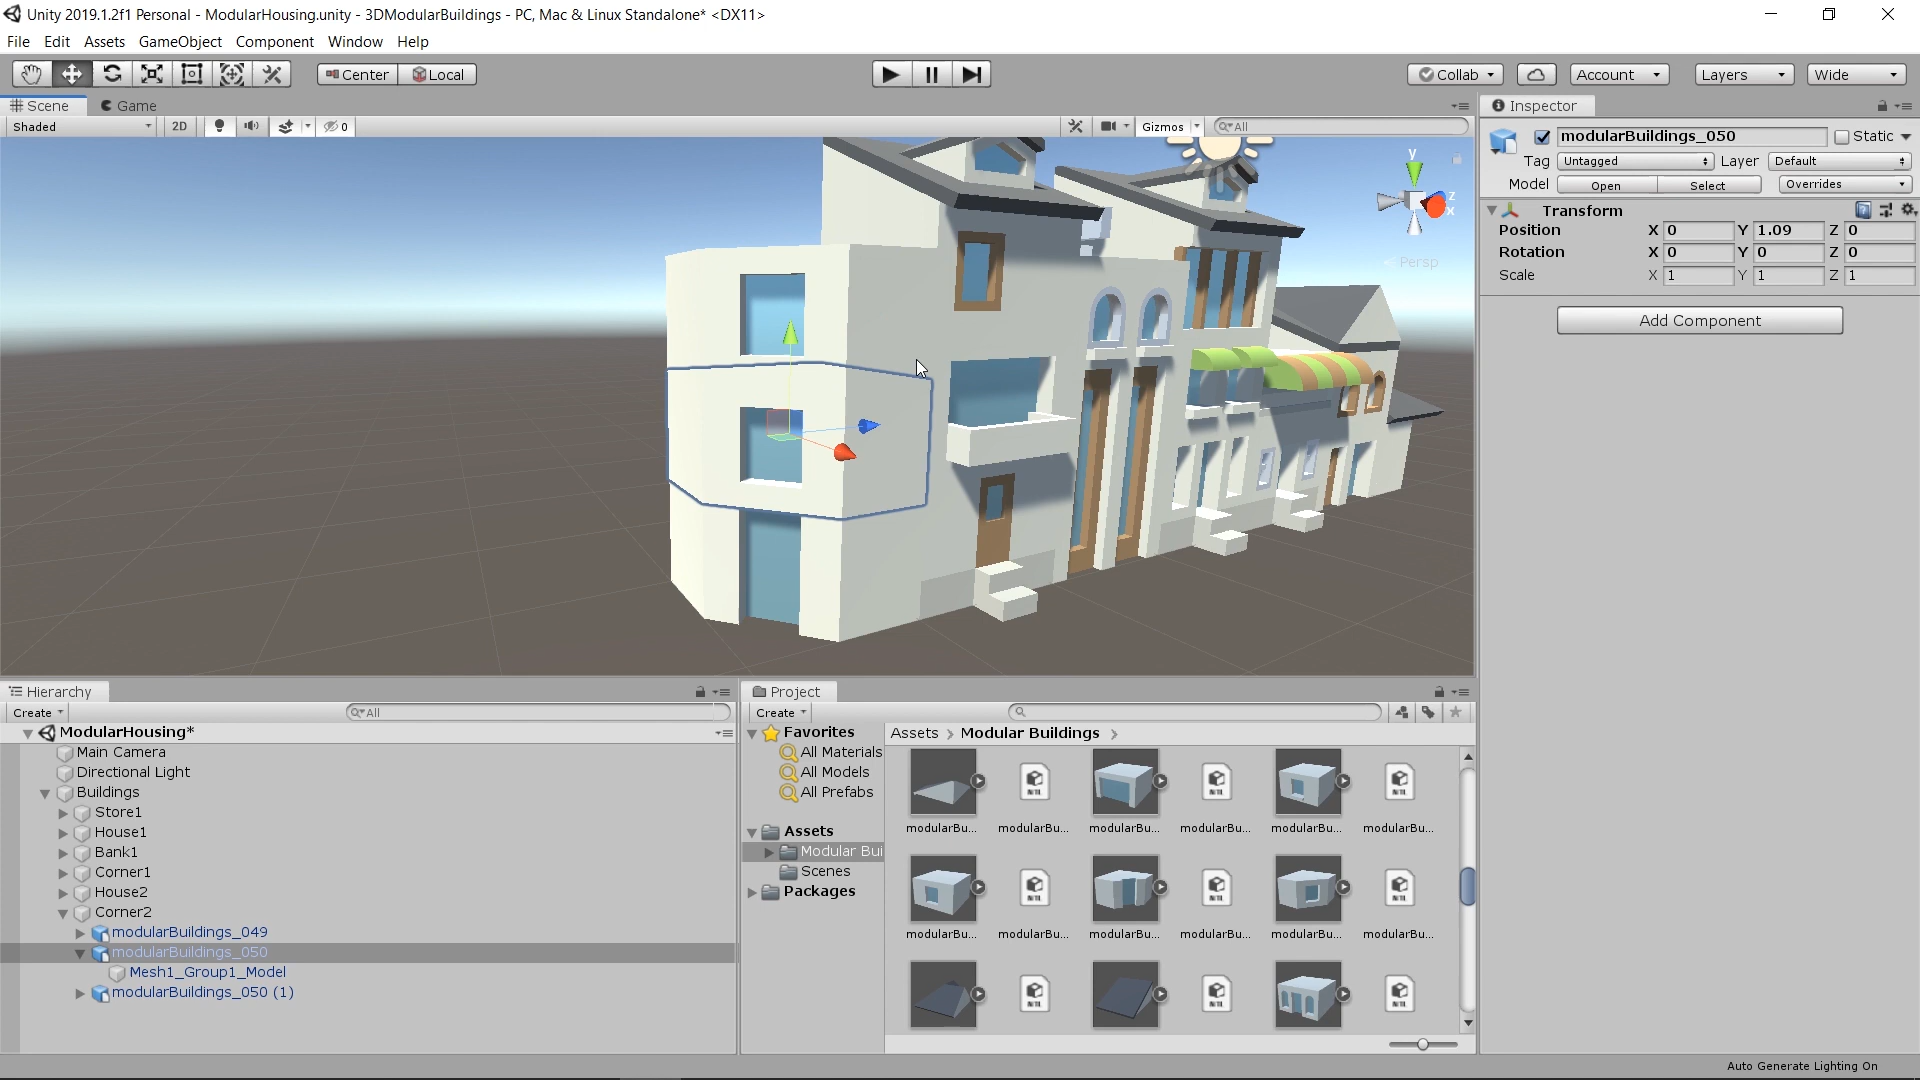 Unity 2019.1.2f1 Personal - ModularHousing.unity - 3DModularBuildings - PC, Mac & Linux Standalone* <DX11>
File Edit Assets GameObject Component Window Help
Center Local Collab Account Layers Wide
Scene Game Inspector
Shaded 2D 0 Gizmos All
modularBuildings_050 Static
Tag Untagged Layer Default
Model Open Select Overrides
Transform
Position X 0 Y 1.09 Z 0
Rotation X 0 Y 0 Z 0
Scale X 1 Y 1 Z 1
Add Component
y
z
x
Persp
Hierarchy
Create All
ModularHousing*
Main Camera
Directional Light
Buildings
Store1
House1
Bank1
Corner1
House2
Corner2
modularBuildings_049
modularBuildings_050
Mesh1_Group1_Model
modularBuildings_050 (1)
Project
Create
Favorites
All Materials
All Models
All Prefabs
Assets
Modular Bui
Scenes
Packages
Assets > Modular Buildings >
modularBu... modularBu... modularBu... modularBu... modularBu... modularBu...
modularBu... modularBu... modularBu... modularBu... modularBu... modularBu...
Auto Generate Lighting On